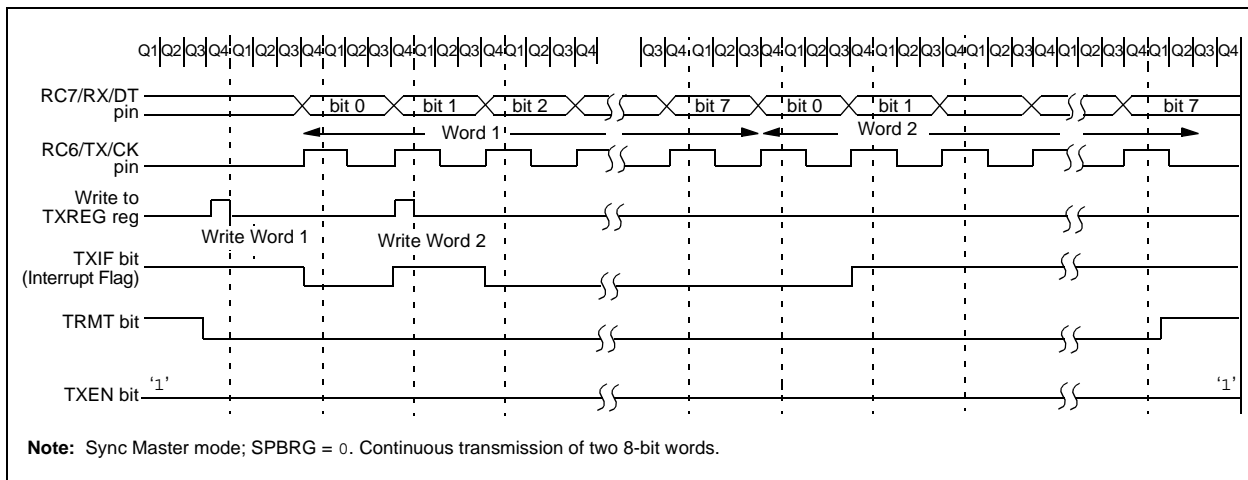 Q1 Q2 Q3 Q4 Q1 Q2 Q3 Q4 Q1 Q2 Q3 Q4 Q1 Q2 Q3 Q4 Q1 Q2 Q3 Q4 Q3 Q4 Q1 Q2 Q3 Q4 Q1 Q2 Q3 Q4 Q1 Q2 Q3 Q4 Q1 Q2 Q3 Q4 Q1 Q2 Q3 Q4 Q1 Q2 Q3 Q4
RC7/RX/DT
pin
bit 0 bit 1 bit 2 bit 7 bit 0 bit 1 bit 7
Word 1 Word 2
RC6/TX/CK
pin
Write to
TXREG reg
Write Word 1 Write Word 2
TXIF bit
(Interrupt Flag)
TRMT bit
TXEN bit '1' '1'
Note: Sync Master mode; SPBRG = 0. Continuous transmission of two 8-bit words.